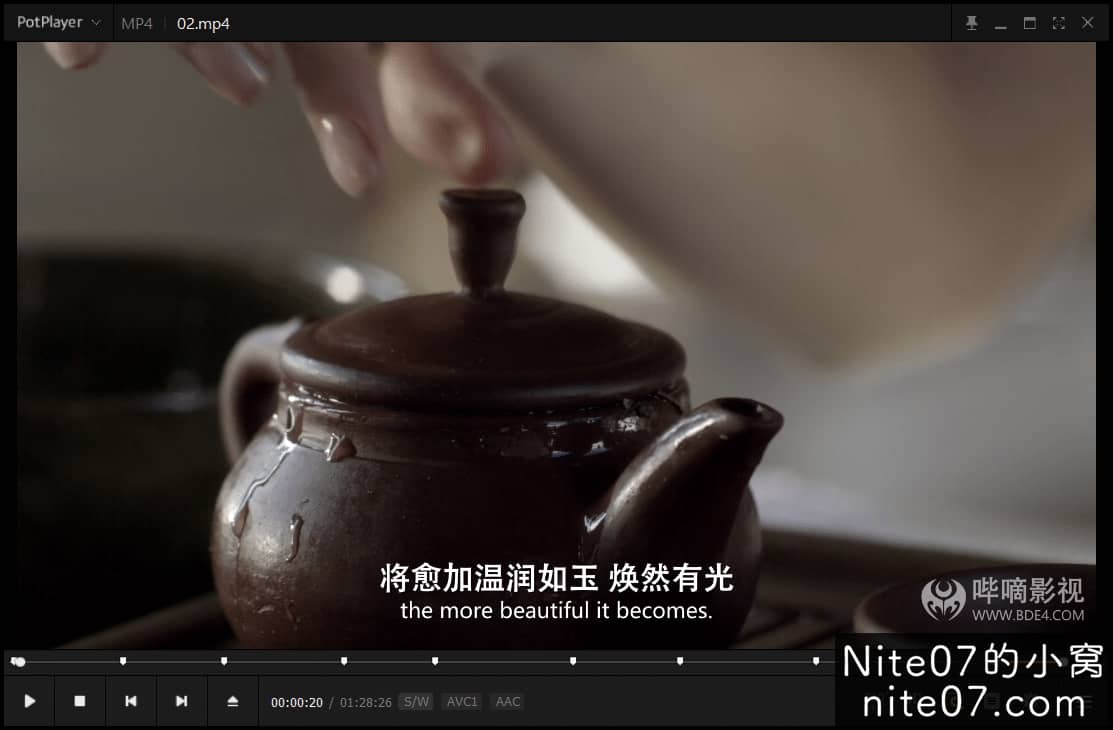 PotPlayer
MP4
02.mp4
将愈加温润如玉 焕然有光
the more beautiful it becomes.
哔嘀影视
WWW.BDE4.COM
00:00:20 / 01:28:26 S/W AVC1 AAC
Nite07的小窝
nite07.com